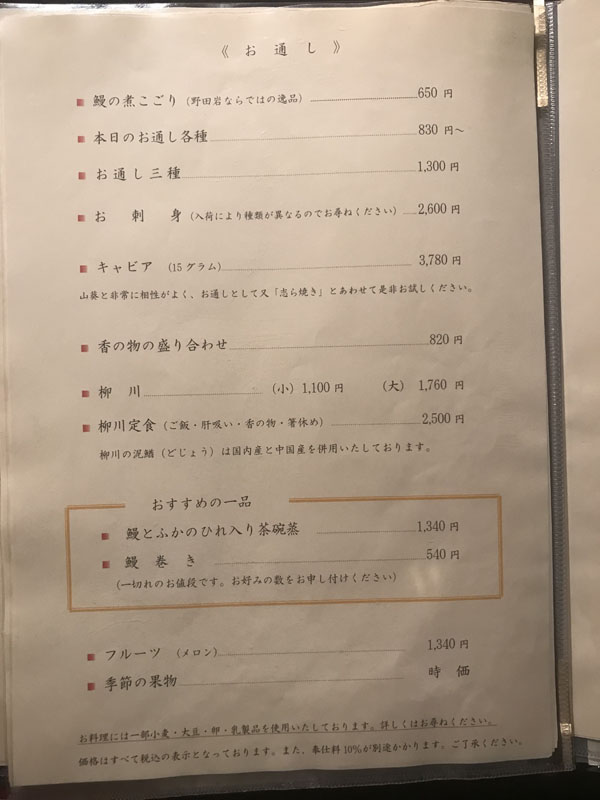 《 お 通 し 》
鰻の煮こごり (野田岩ならではの逸品) 650 円
本日のお通し各種 830 円～
お通し三種 1,300 円
お 刺 身 (入荷により種類が異なるのでお尋ねください) 2,600 円
キャビア (15グラム) 3,780 円
山葵と非常に相性がよく、お通しとして又「志ら焼き」とあわせて是非お試しください。
香の物の盛り合わせ 820 円
柳 川 (小) 1,100 円 (大) 1,760 円
柳川定食 (ご飯・肝吸い・香の物・箸休め) 2,500 円
柳川の泥鰌 (どじょう) は国内産と中国産を併用いたしております。
おすすめの一品
鰻とふかのひれ入り茶碗蒸 1,340 円
鰻 巻 き 540 円
(一切れのお値段です。お好みの数をお申し付けください)
フルーツ (メロン) 1,340 円
季節の果物 時 価
お料理には一部小麦・大豆・卵・乳製品を使用いたしております。詳しくはお尋ねください。
価格はすべて税込の表示となっております。また、奉仕料10%が別途かかります。ご了承ください。